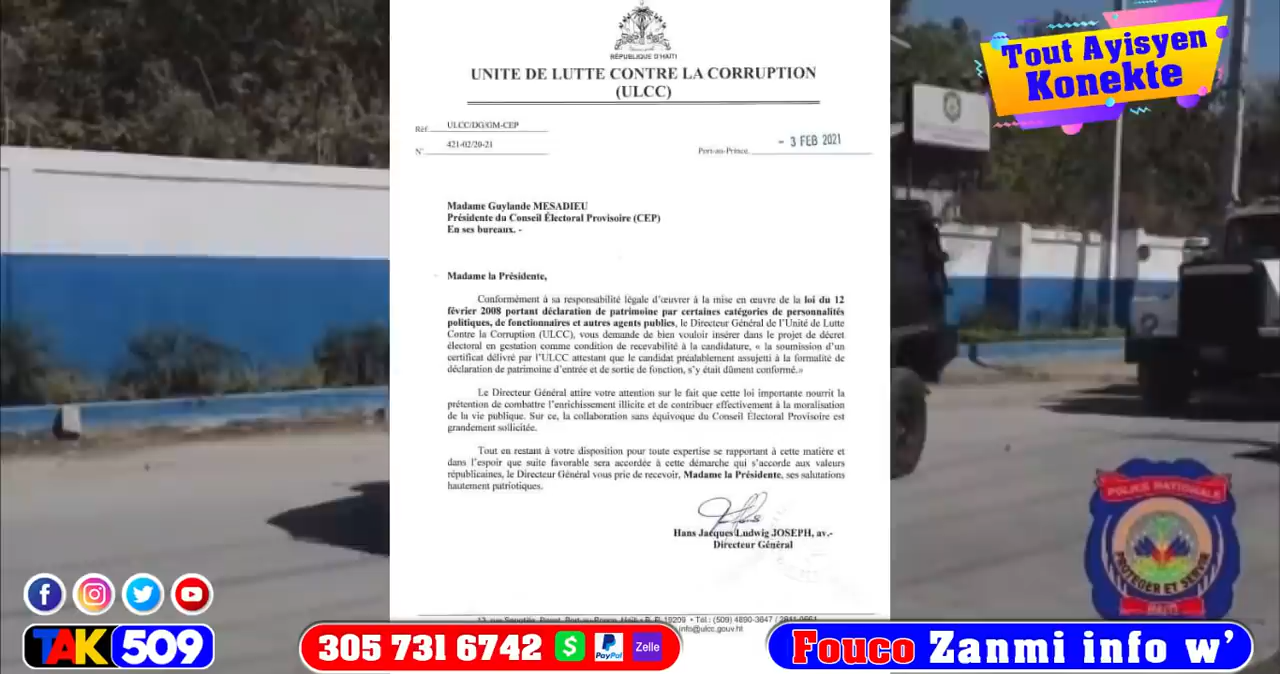 RÉPUBLIQUE D'HAÏTI
UNITE DE LUTTE CONTRE LA CORRUPTION
(ULCC)
Réf. ULCC/DG/GM-CEP
N° 421-02/20-21
Port-au-Prince, - 3 FEB 2021
Madame Guylande MESADIEU
Présidente du Conseil Électoral Provisoire (CEP)
En ses bureaux. -
Madame la Présidente,
Conformément à sa responsabilité légale d'œuvrer à la mise en œuvre de la loi du 12
février 2008 portant déclaration de patrimoine par certaines catégories de personnalités
politiques, de fonctionnaires et autres agents publics, le Directeur Général de l'Unité de Lutte
Contre la Corruption (ULCC), vous demande de bien vouloir insérer dans le projet de décret
électoral en gestation comme condition de recevabilité à la candidature, « la soumission d'un
certificat délivré par l'ULCC attestant que le candidat préalablement assujetti à la formalité de
déclaration de patrimoine d'entrée et de sortie de fonction, s'y était dûment conformé.»
Le Directeur Général attire votre attention sur le fait que cette loi importante nourrit la
prétention de combattre l'enrichissement illicite et de contribuer effectivement à la moralisation
de la vie publique. Sur ce, la collaboration sans équivoque du Conseil Électoral Provisoire est
grandement sollicitée.
Tout en restant à votre disposition pour toute expertise se rapportant à cette matière et
dans l'espoir que suite favorable sera accordée à cette démarche qui s'accorde aux valeurs
républicaines, le Directeur Général vous prie de recevoir, Madame la Présidente, ses salutations
hautement patriotiques.
Hans Jacques Ludwig JOSEPH, av.-
Directeur Général
info@ulcc.gouv.ht
Tout Ayisyen
Konekte
POLICE NATIONALE
PROTEGER ET SERVIR
HAITI
TAK 509
305 731 6742 $ PayPal Zelle
Fouco Zanmi info w'